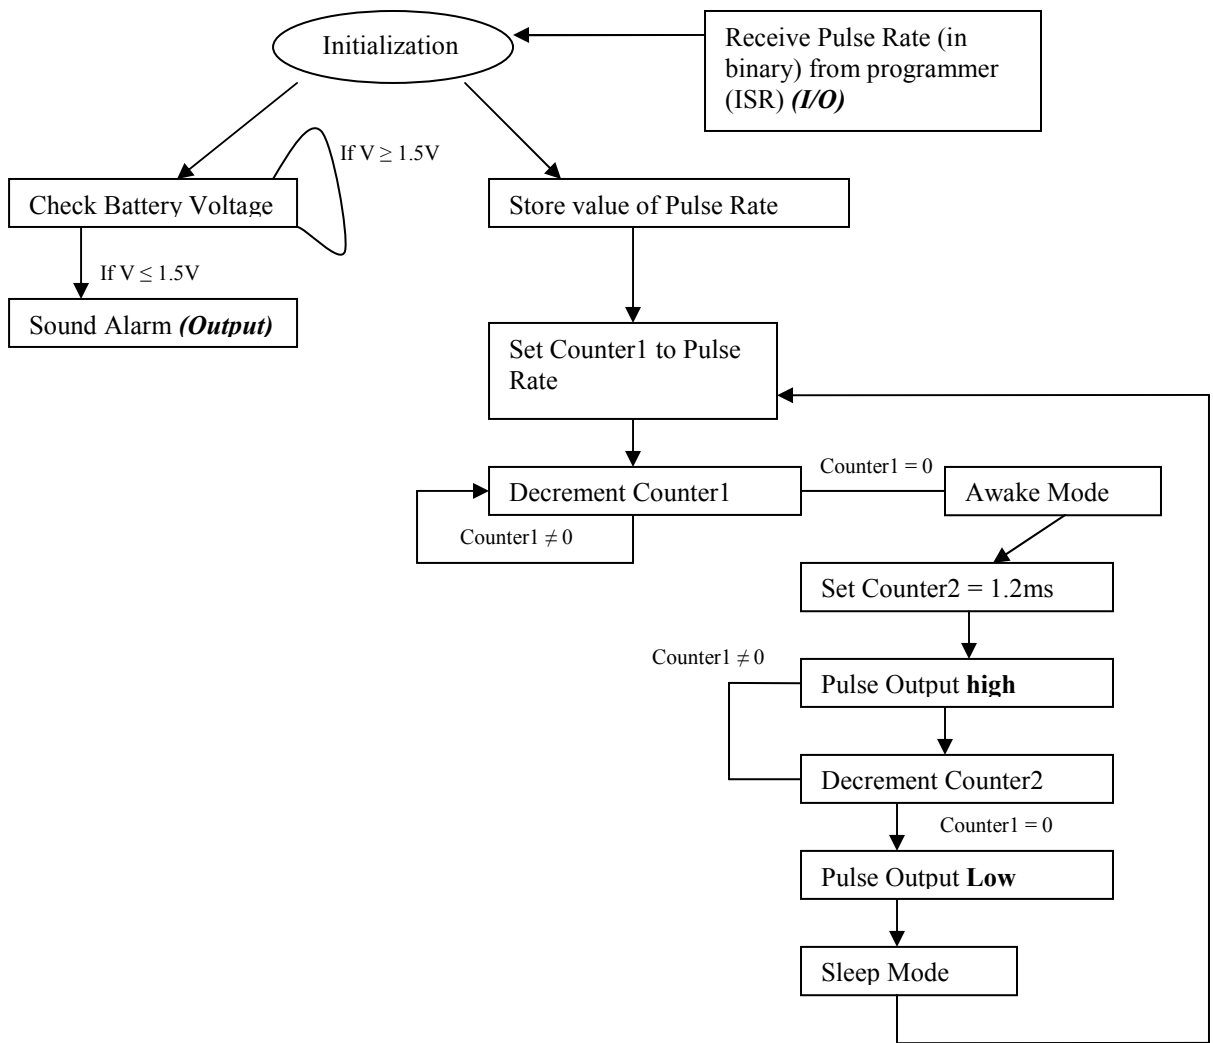 Initialization
Receive Pulse Rate (in
binary) from programmer
(ISR) (I/O)
If V ≥ 1.5V
Check Battery Voltage
Store value of Pulse Rate
If V ≤ 1.5V
Sound Alarm (Output)
Set Counter1 to Pulse
Rate
Counter1 = 0
Decrement Counter1
Awake Mode
Counter1 ≠ 0
Set Counter2 = 1.2ms
Counter1 ≠ 0
Pulse Output high
Decrement Counter2
Counter1 = 0
Pulse Output Low
Sleep Mode